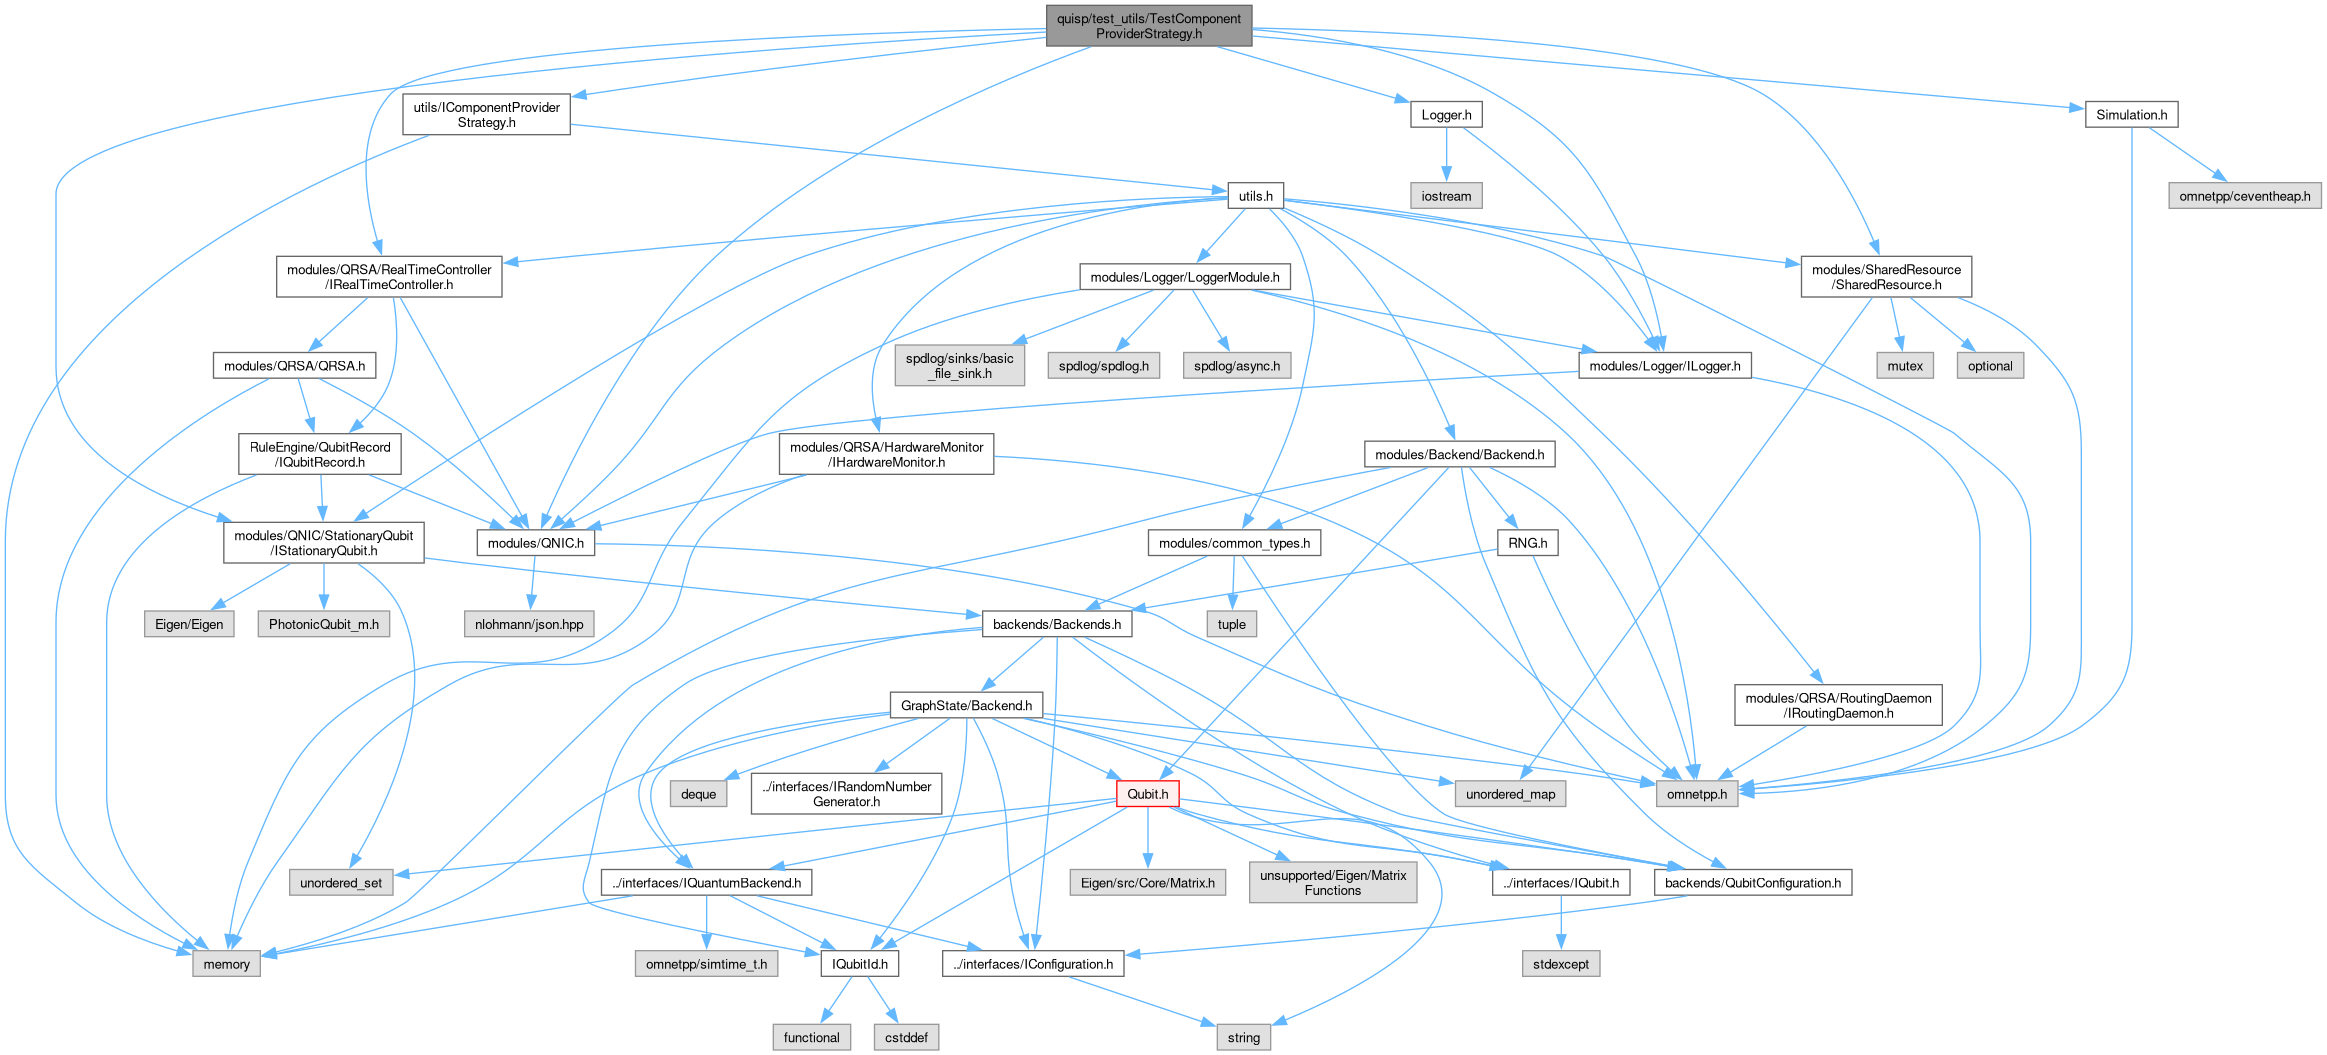 quisp/test_utils/TestComponent
ProviderStrategy.h
utils/IComponentProvider
Strategy.h
Logger.h
Simulation.h
utils.h
iostream
omnetpp/ceventheap.h
modules/QRSA/RealTimeController
/IRealTimeController.h
modules/Logger/LoggerModule.h
modules/SharedResource
/SharedResource.h
modules/QRSA/QRSA.h
spdlog/sinks/basic
_file_sink.h
spdlog/spdlog.h
spdlog/async.h
modules/Logger/ILogger.h
mutex
optional
RuleEngine/QubitRecord
/IQubitRecord.h
modules/QRSA/HardwareMonitor
/IHardwareMonitor.h
modules/Backend/Backend.h
modules/QNIC/StationaryQubit
/IStationaryQubit.h
modules/QNIC.h
modules/common_types.h
RNG.h
Eigen/Eigen
PhotonicQubit_m.h
nlohmann/json.hpp
backends/Backends.h
tuple
GraphState/Backend.h
modules/QRSA/RoutingDaemon
/IRoutingDaemon.h
deque
../interfaces/IRandomNumber
Generator.h
Qubit.h
unordered_map
omnetpp.h
unordered_set
../interfaces/IQuantumBackend.h
Eigen/src/Core/Matrix.h
unsupported/Eigen/Matrix
Functions
../interfaces/IQubit.h
backends/QubitConfiguration.h
memory
omnetpp/simtime_t.h
IQubitId.h
../interfaces/IConfiguration.h
stdexcept
functional
cstddef
string